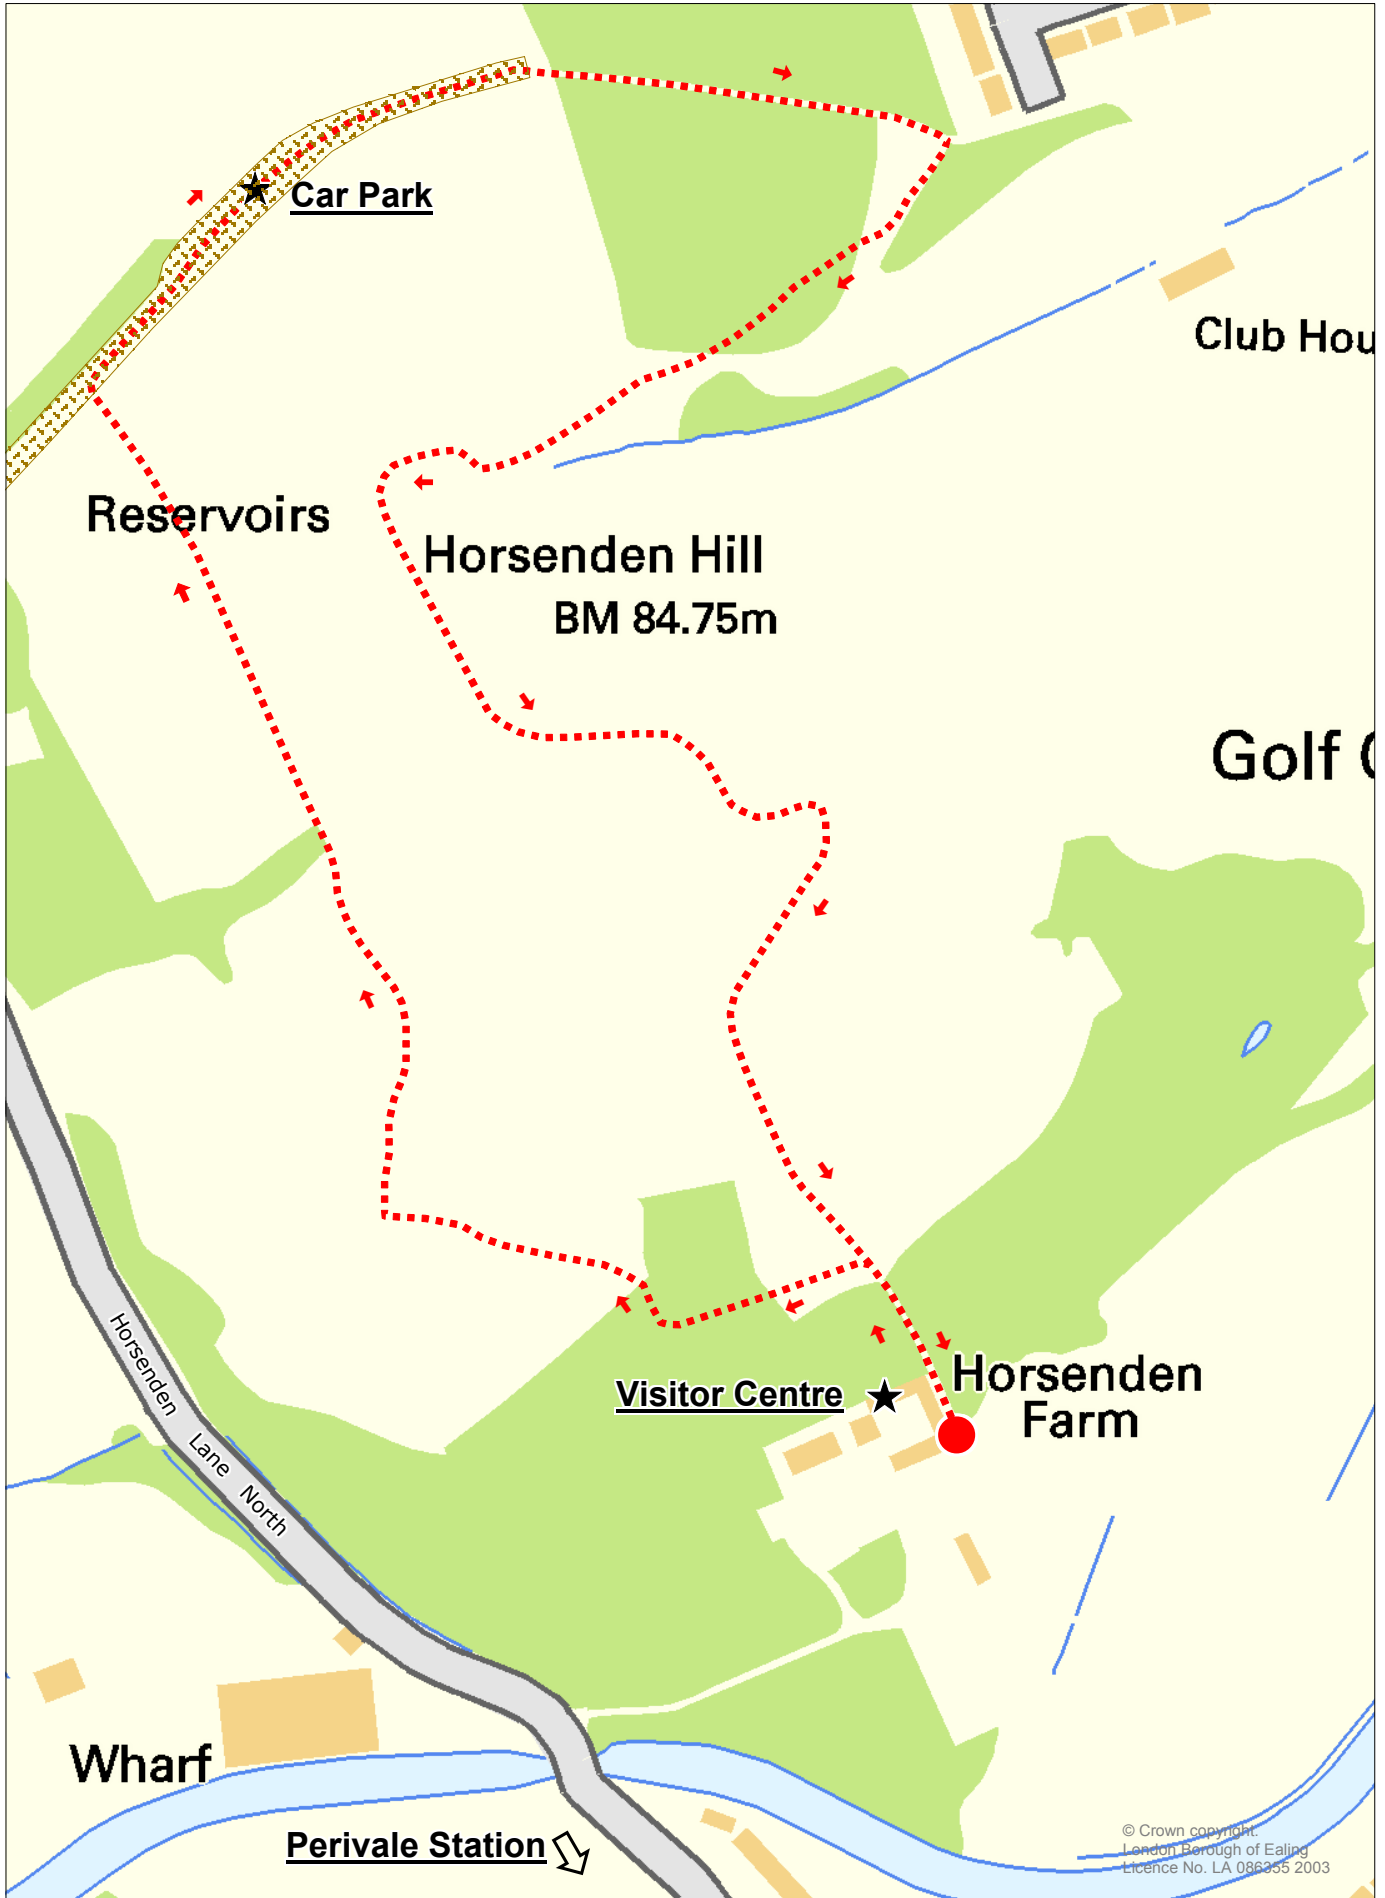 Car Park
Club Hou
Reservoirs
Horsenden Hill
BM 84.75m
Golf
Horsenden
Farm
Visitor Centre
Horsenden
Lane
North
Wharf
Perivale Station
© Crown copyright.
London Borough of Ealing
Licence No. LA 086355 2003